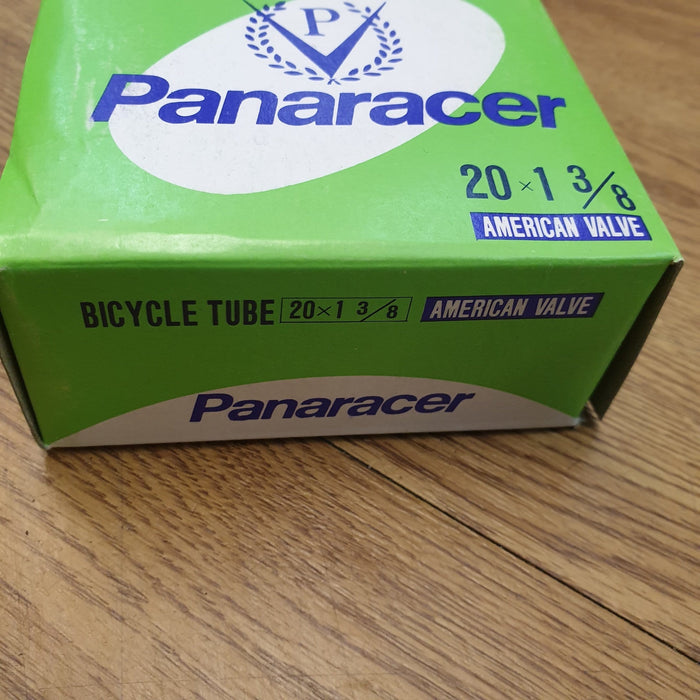 P
Panaracer
20×1 3/8
AMERICAN VALVE
BICYCLE TUBE 20×1 3/8 AMERICAN VALVE
Panaracer